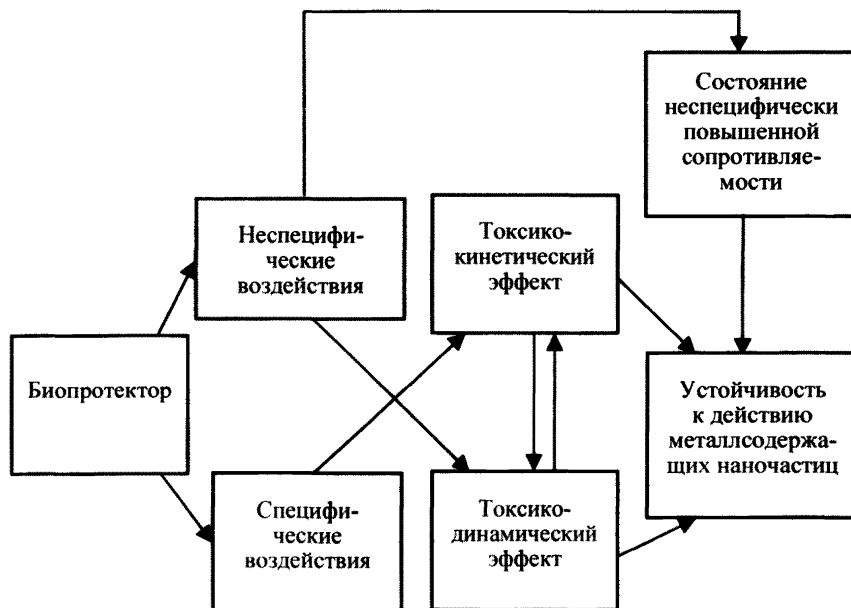 Состояние
неспецифически
повышенной
сопротивляе-
мости
Неспецифи-
ческие
воздействия
Токсико-
кинетический
эффект
Биопротектор
Устойчивость
к действию
металлсодержа-
щих наночастиц
Специфи-
ческие
воздействия
Токсико-
динамический
эффект